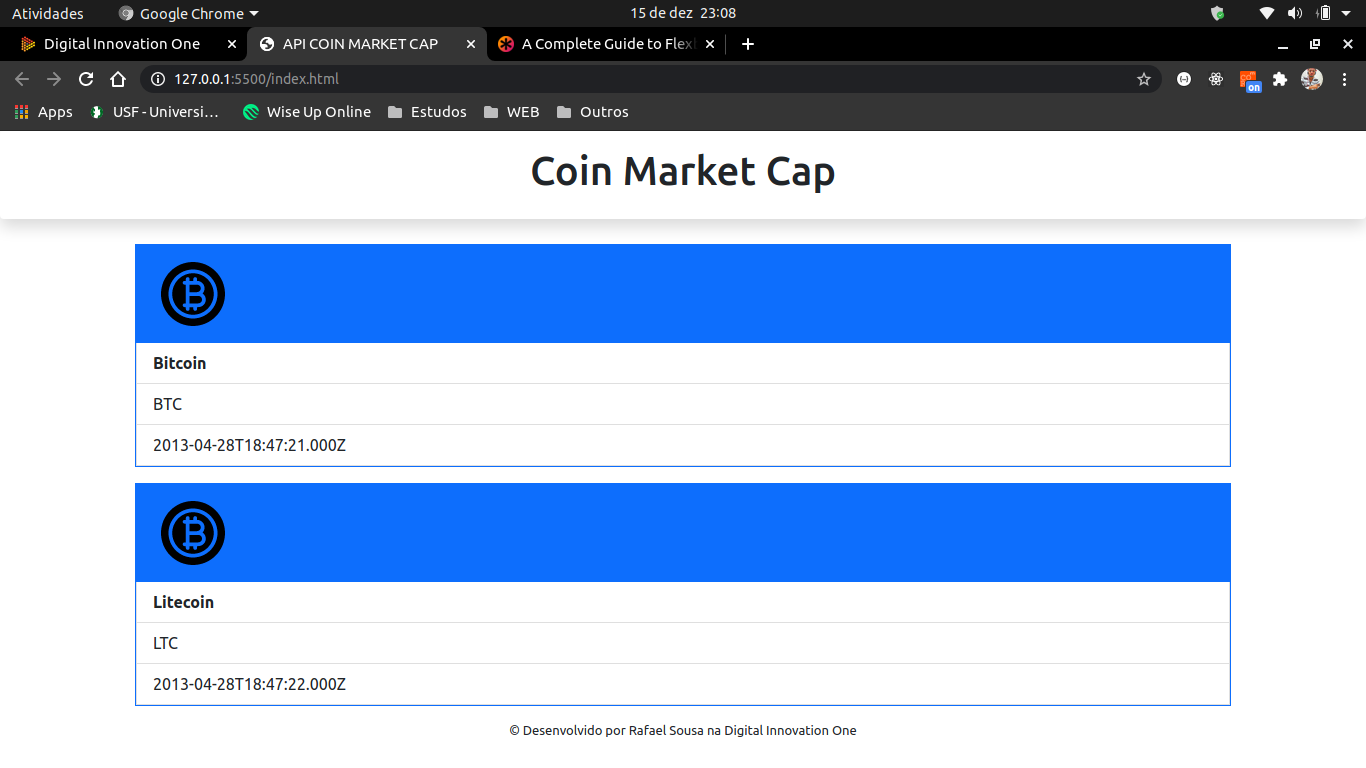 Atividades Google Chrome 15 de dez 23:08
Digital Innovation One API COIN MARKET CAP A Complete Guide to Flex
127.0.0.1:5500/index.html on
Apps USF - Universi... Wise Up Online Estudos WEB Outros
Coin Market Cap
Bitcoin
BTC
2013-04-28T18:47:21.000Z
Litecoin
LTC
2013-04-28T18:47:22.000Z
© Desenvolvido por Rafael Sousa na Digital Innovation One